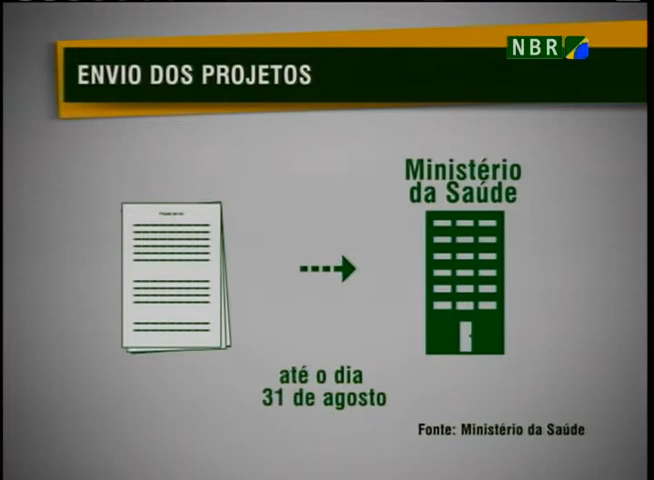 NBR
ENVIO DOS PROJETOS
Ministério
da Saúde
até o dia
31 de agosto
Fonte: Ministério da Saúde